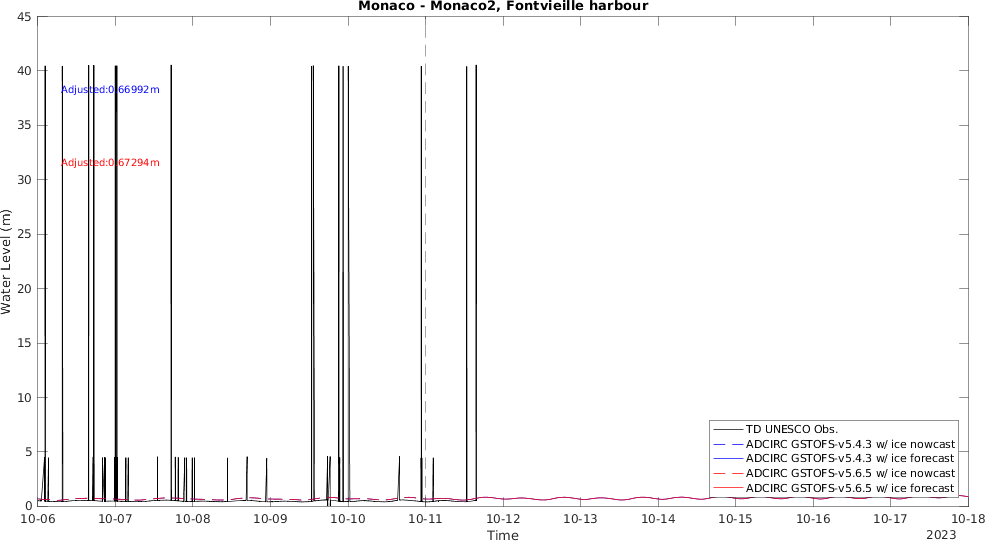 Monaco - Monaco2, Fontvieille harbour
45
40
35
30
25
20
15
10
5
0
Water Level (m)
Adjusted:0.66992m
Adjusted:0.67294m
TD UNESCO Obs.
ADCIRC GSTOFS-v5.4.3 w/ ice nowcast
ADCIRC GSTOFS-v5.4.3 w/ ice forecast
ADCIRC GSTOFS-v5.6.5 w/ ice nowcast
ADCIRC GSTOFS-v5.6.5 w/ ice forecast
10-06 10-07 10-08 10-09 10-10 10-11 10-12 10-13 10-14 10-15 10-16 10-17 10-18
Time
2023